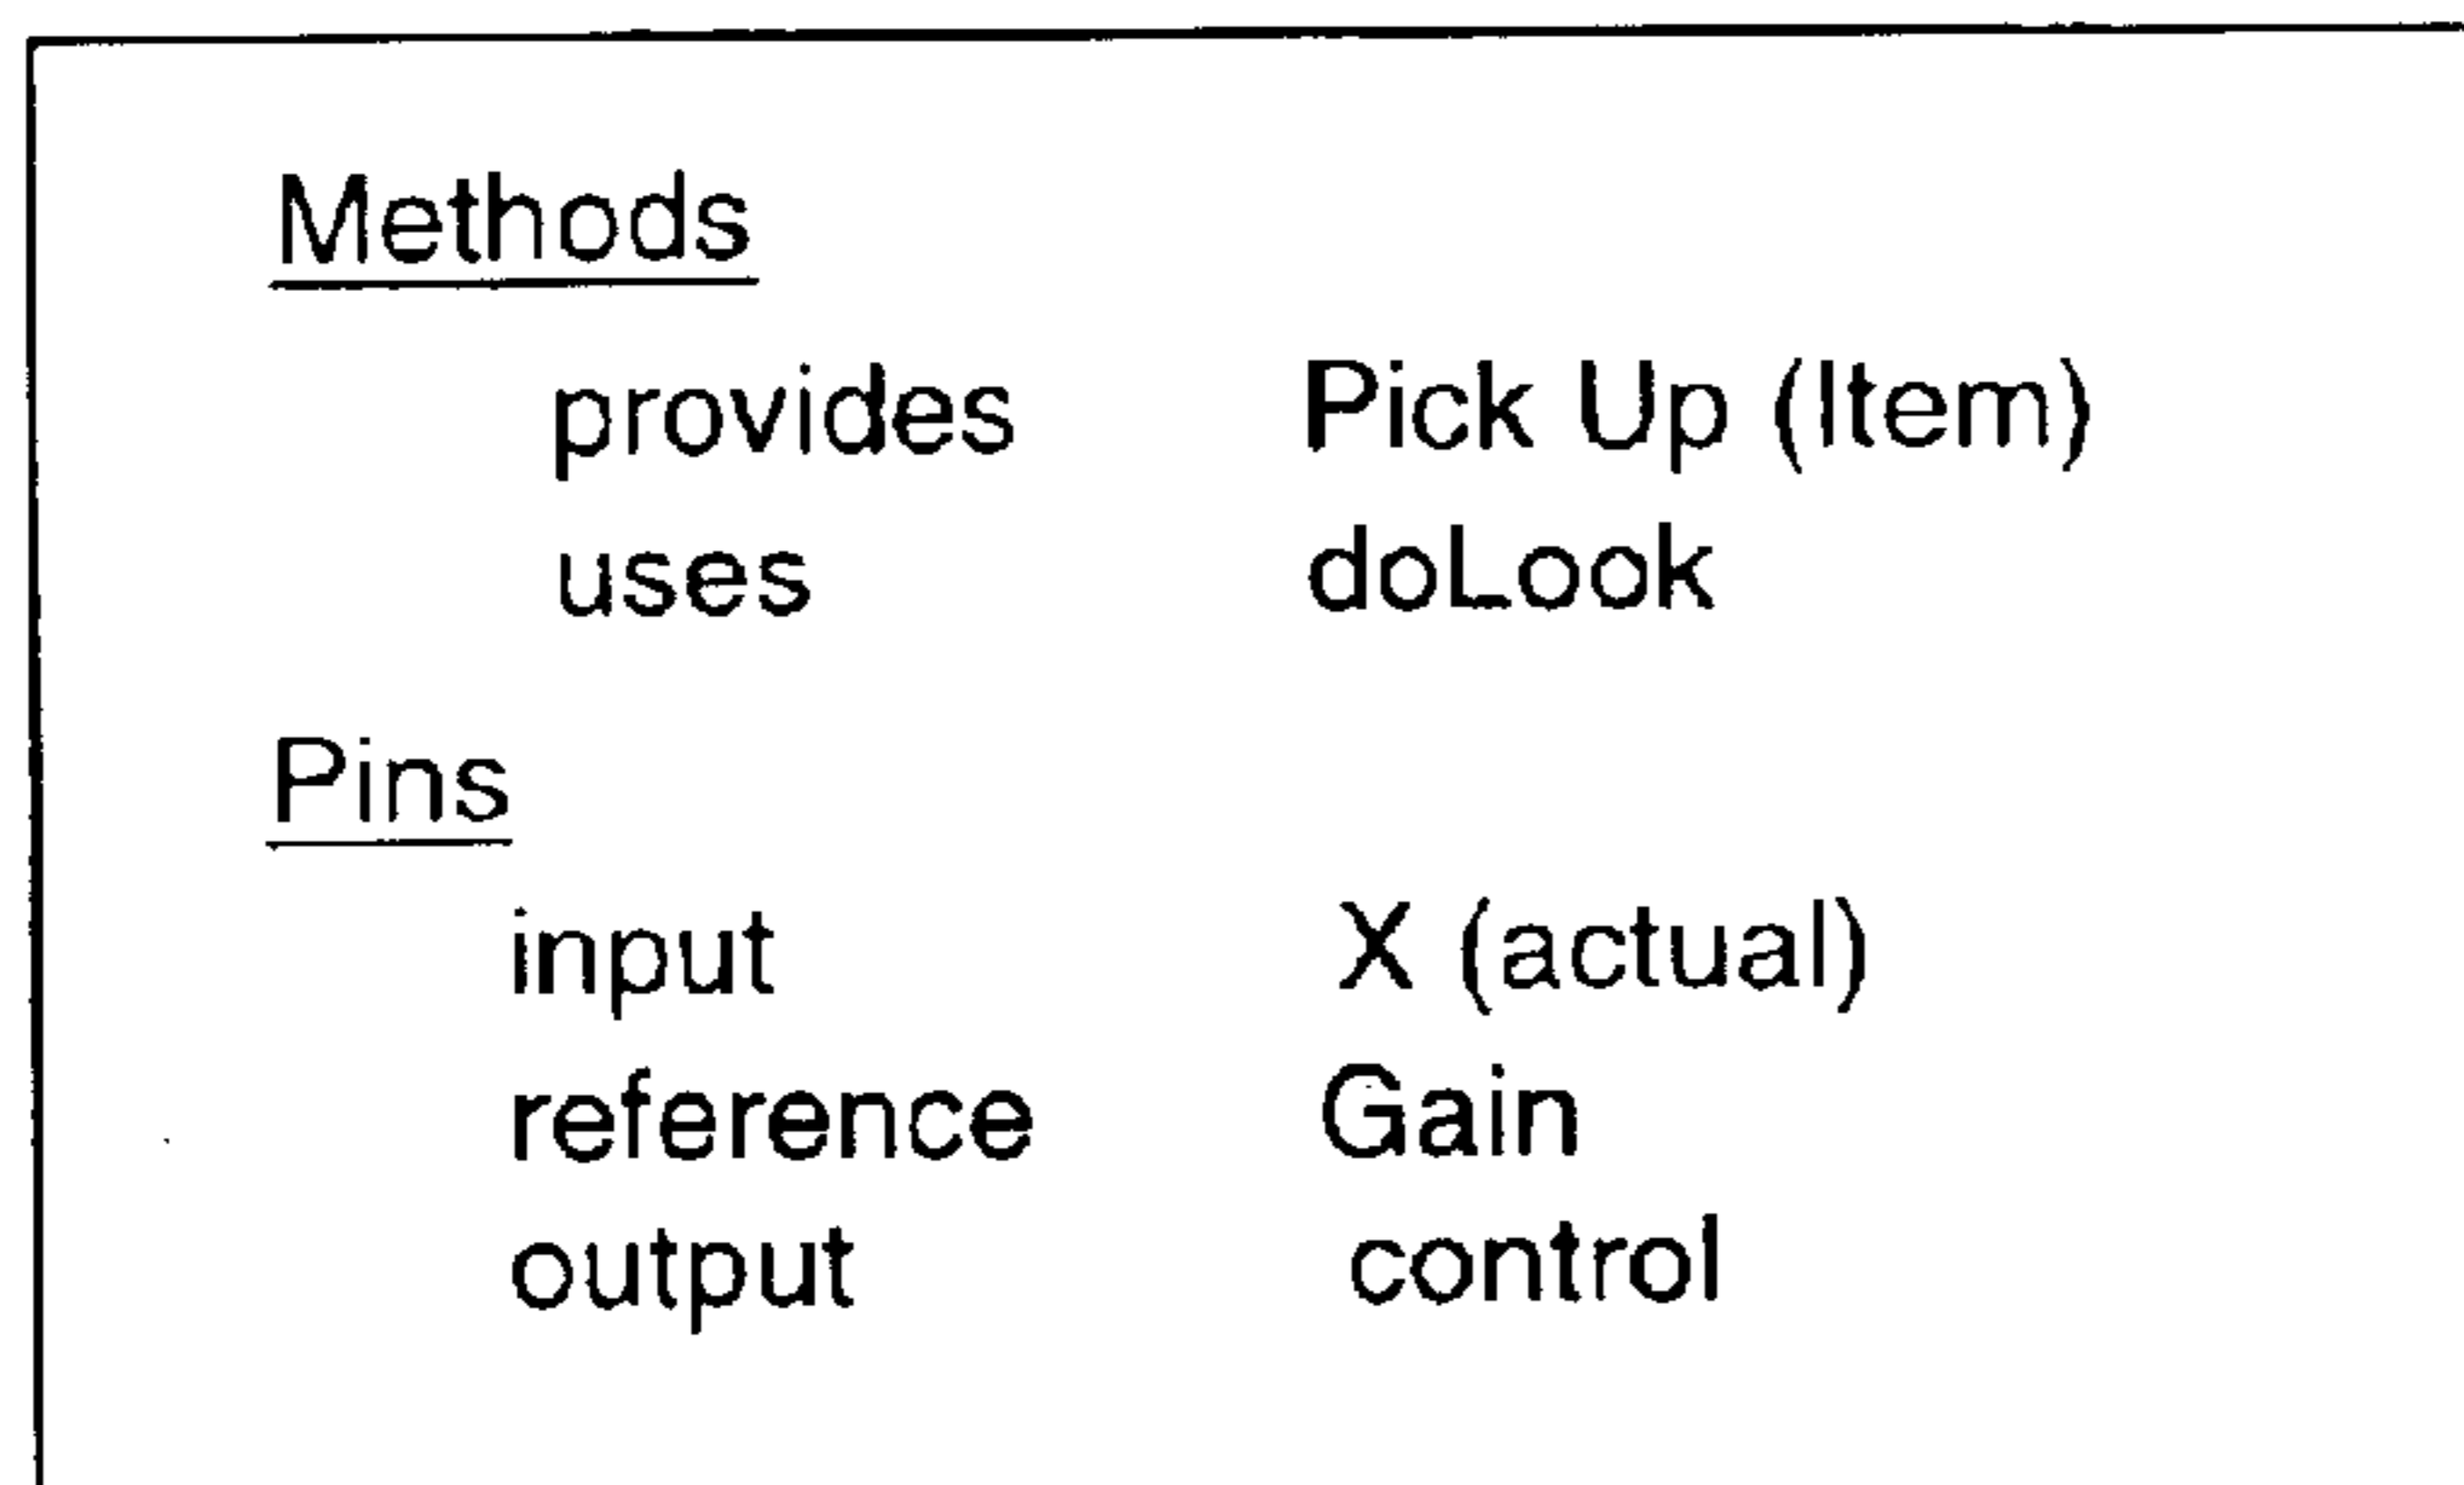 Methods
provides Pick Up (Item)
uses doLook
Pins
input X (actual)
reference Gain
output control